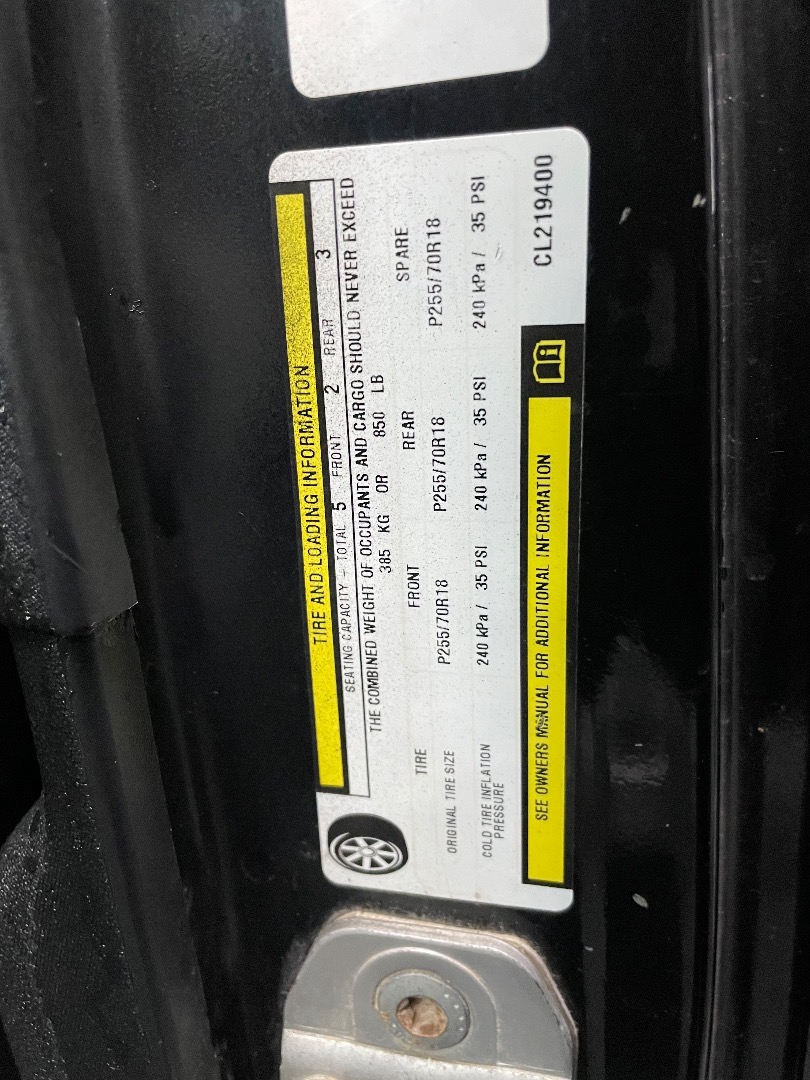 TIRE AND LOADING INFORMATION
SEATING CAPACITY - TOTAL 5 FRONT 2 REAR 3
THE COMBINED WEIGHT OF OCCUPANTS AND CARGO SHOULD NEVER EXCEED
385 KG OR 850 LB
TIRE FRONT REAR SPARE
ORIGINAL TIRE SIZE P255/70R18 P255/70R18 P255/70R18
COLD TIRE INFLATION PRESSURE 240 kPa / 35 PSI 240 kPa / 35 PSI 240 kPa / 35 PSI
SEE OWNERS MANUAL FOR ADDITIONAL INFORMATION CL219400